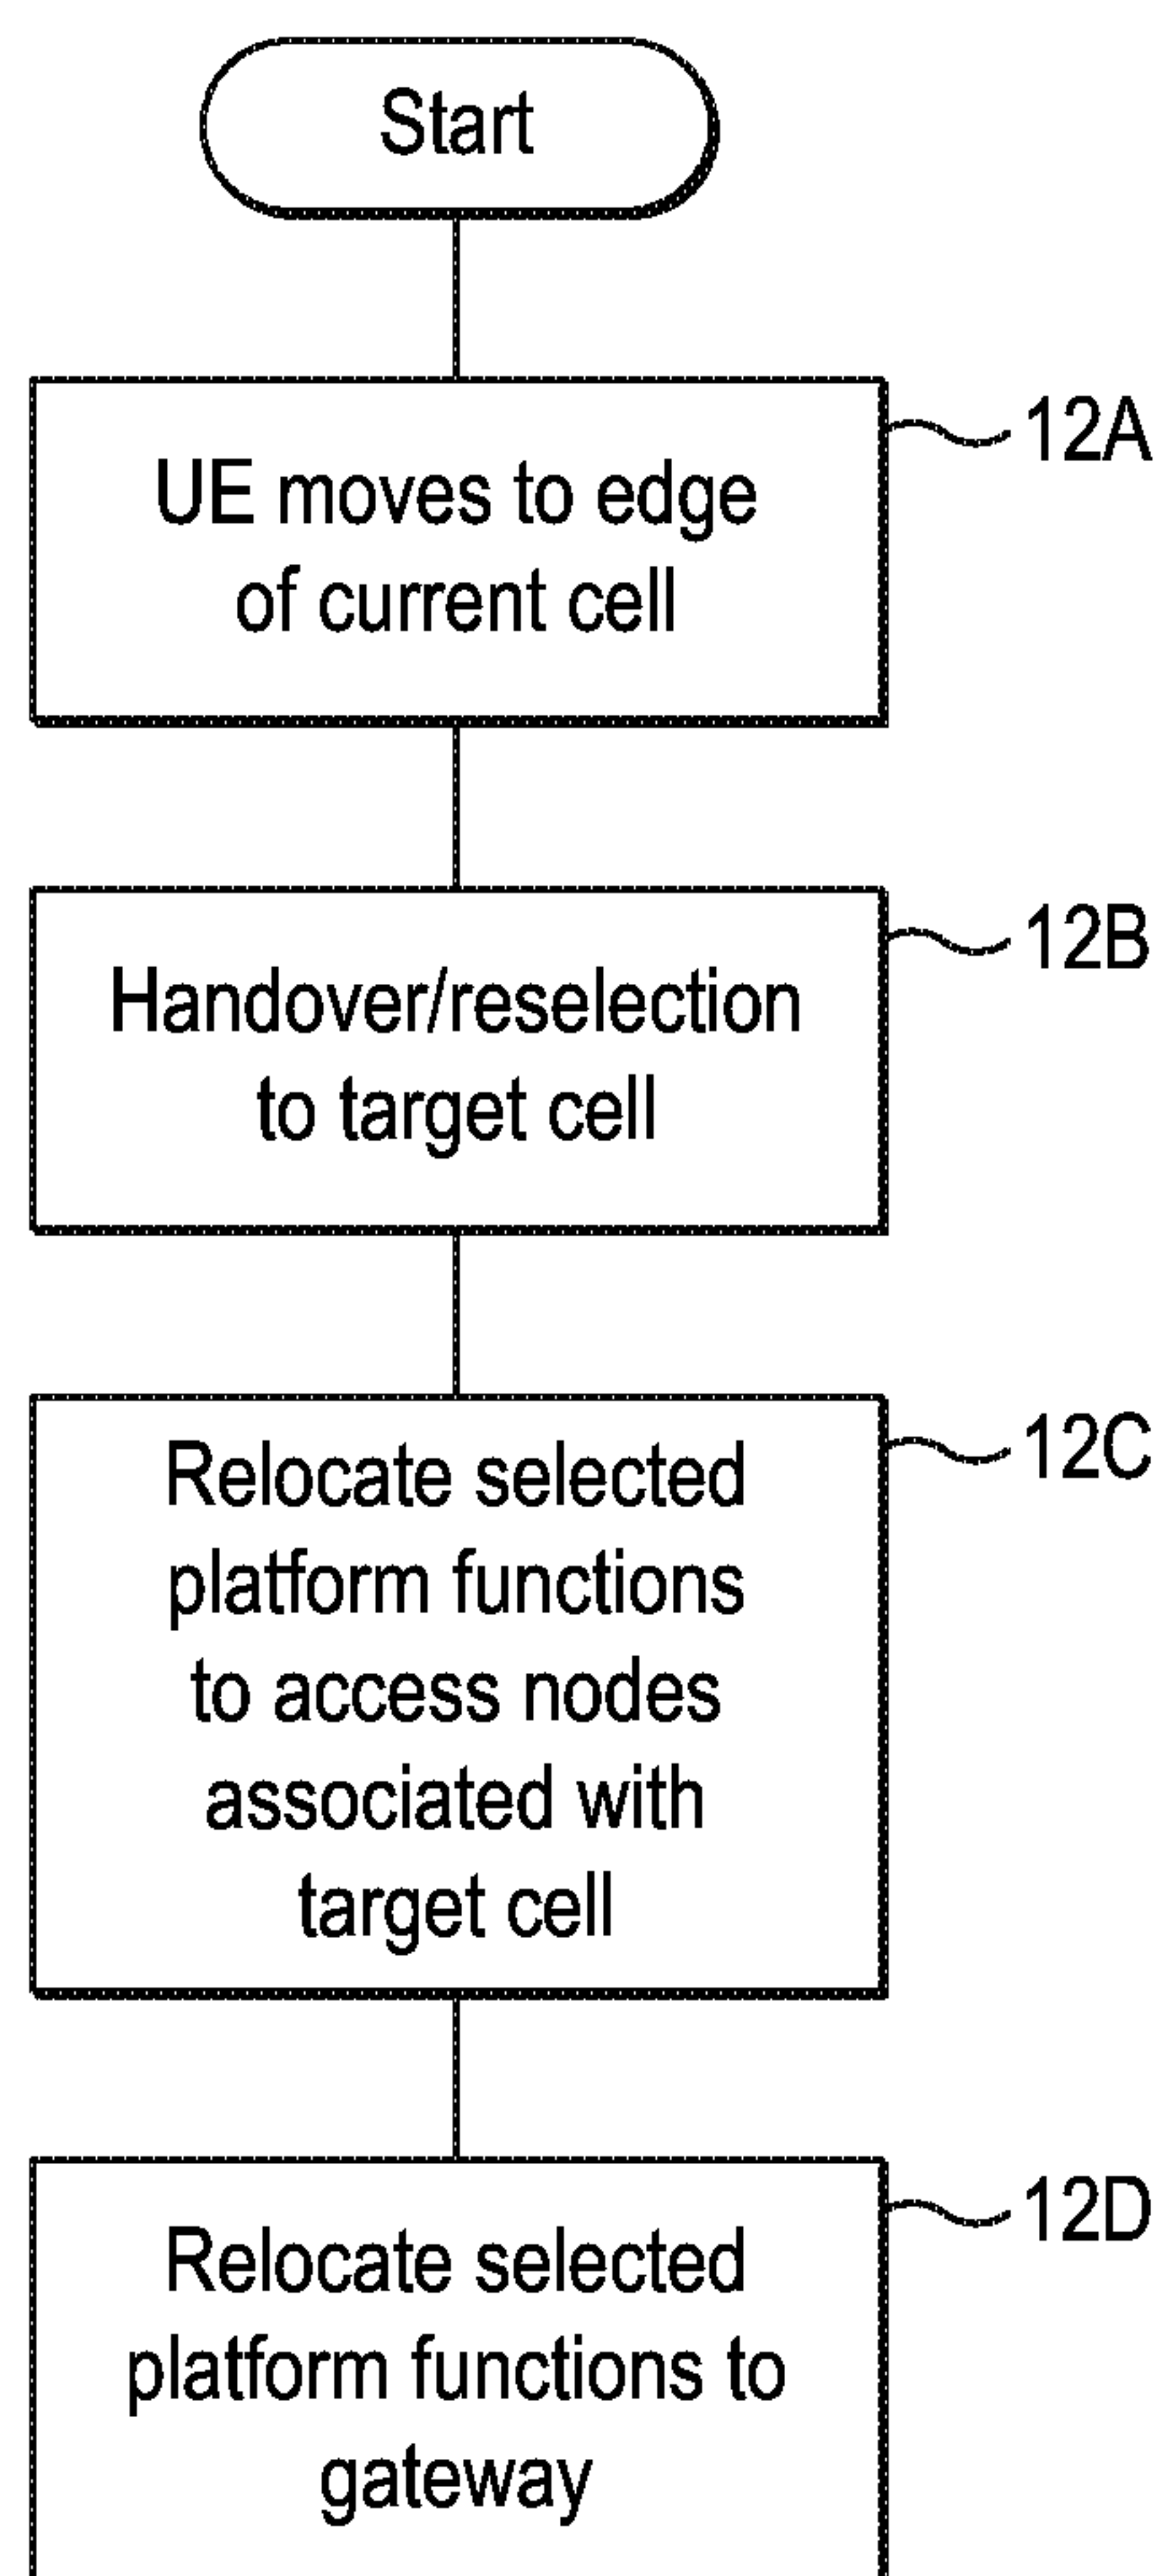 Start
12A
UE moves to edge
of current cell
12B
Handover/reselection
to target cell
12C
Relocate selected
platform functions
to access nodes
associated with
target cell
12D
Relocate selected
platform functions to
gateway